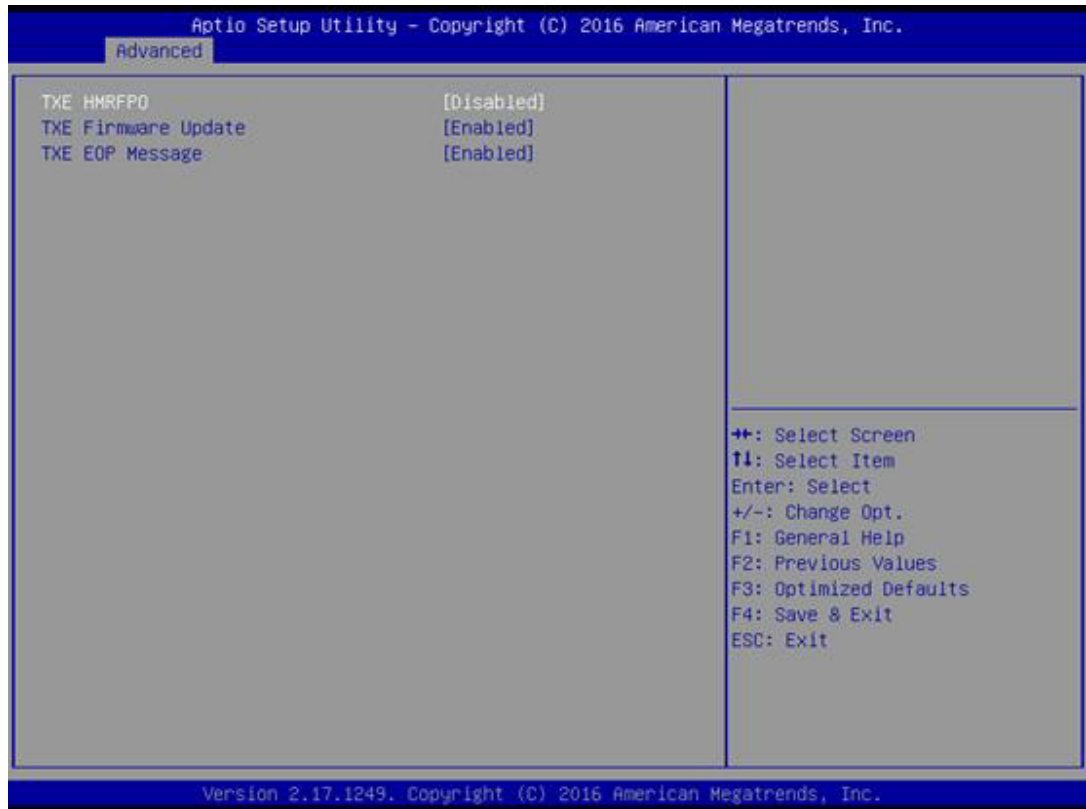 Aptio Setup Utility – Copyright (C) 2016 American Megatrends, Inc.
Advanced
TXE HMRFPO [Disabled]
TXE Firmware Update [Enabled]
TXE EOP Message [Enabled]
→←: Select Screen
↑↓: Select Item
Enter: Select
+/-: Change Opt.
F1: General Help
F2: Previous Values
F3: Optimized Defaults
F4: Save & Exit
ESC: Exit
Version 2.17.1249. Copyright (C) 2016 American Megatrends, Inc.